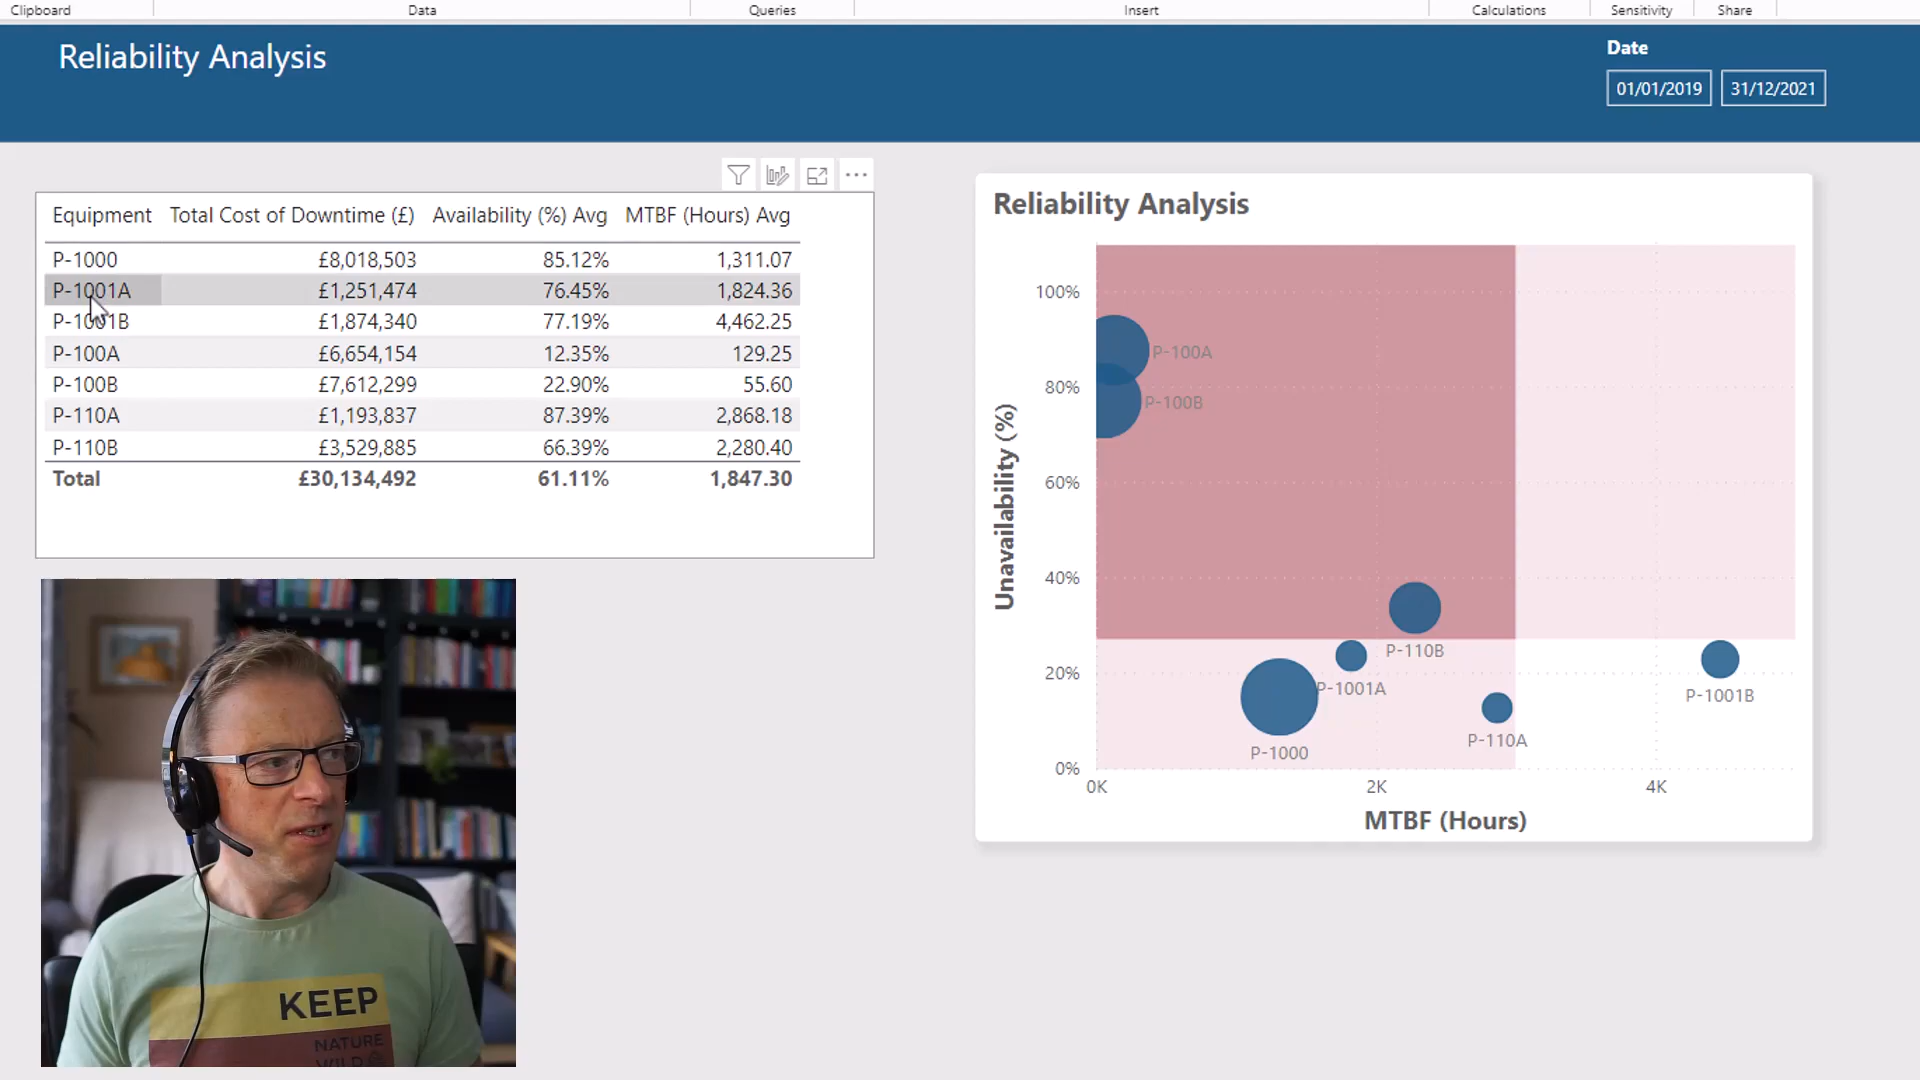 Clipboard Data Queries Insert Calculations Sensitivity Share
Reliability Analysis
Date
01/01/2019 31/12/2021
Equipment Total Cost of Downtime (£) Availability (%) Avg MTBF (Hours) Avg
P-1000 £8,018,503 85.12% 1,311.07
P-1001A £1,251,474 76.45% 1,824.36
P-1001B £1,874,340 77.19% 4,462.25
P-100A £6,654,154 12.35% 129.25
P-100B £7,612,299 22.90% 55.60
P-110A £1,193,837 87.39% 2,868.18
P-110B £3,529,885 66.39% 2,280.40
Total £30,134,492 61.11% 1,847.30
Reliability Analysis
Unavailability (%)
100%
80%
60%
40%
20%
0%
P-100A
P-100B
P-110B
P-1001A
P-1001B
P-110A
P-1000
0K 2K 4K
MTBF (Hours)
KEEP
NATURE
WILD